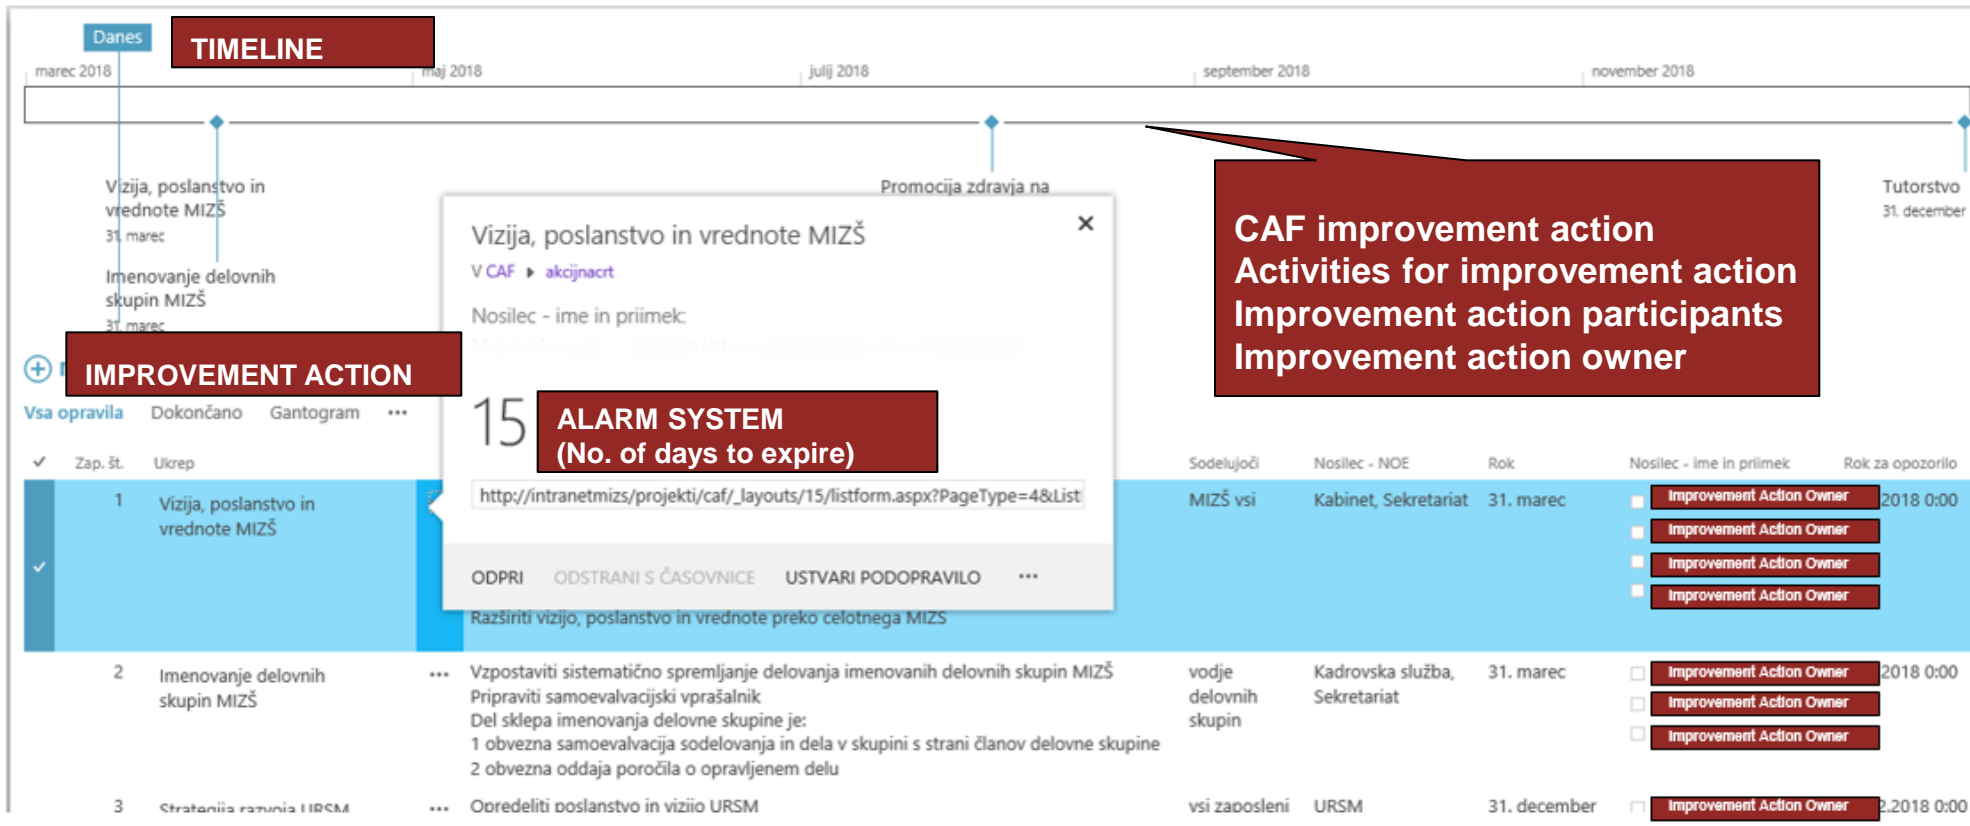 Danes
TIMELINE
marec 2018
maj 2018
julij 2018
september 2018
november 2018
Vizija, poslanstvo in
vrednote MIZŠ
31. marec
Imenovanje delovnih
skupin MIZŠ
31. marec
Promocija zdravja na
Tutorstvo
31. december
CAF improvement action
Activities for improvement action
Improvement action participants
Improvement action owner
IMPROVEMENT ACTION
Vizija, poslanstvo in vrednote MIZŠ
V CAF ▸ akcijnacrt
Nosilec - ime in priimek:
15
ALARM SYSTEM
(No. of days to expire)
http://intranetmizs/projekti/caf/_layouts/15/listform.aspx?PageType=4&List
ODPRI ODSTRANI S ČASOVNICE USTVARI PODOPRAVILO ...
Vsa opravila Dokončano Gantogram ...
Zap. št. Ukrep Sodelujoči Nosilec - NOE Rok Nosilec - ime in priimek Rok za opozorilo
1 Vizija, poslanstvo in
vrednote MIZŠ
Razširiti vizijo, poslanstvo in vrednote preko celotnega MIZŠ
MIZŠ vsi Kabinet, Sekretariat 31. marec
Improvement Action Owner
2018 0:00
Improvement Action Owner
Improvement Action Owner
Improvement Action Owner
2 Imenovanje delovnih
skupin MIZŠ
... Vzpostaviti sistematično spremljanje delovanja imenovanih delovnih skupin MIZŠ
Pripraviti samoevalvacijski vprašalnik
Del sklepa imenovanja delovne skupine je:
1 obvezna samoevalvacija sodelovanja in dela v skupini s strani članov delovne skupine
2 obvezna oddaja poročila o opravljenem delu
vodje
delovnih
skupin
Kadrovska služba,
Sekretariat
31. marec
Improvement Action Owner
2018 0:00
Improvement Action Owner
Improvement Action Owner
3 Strategija razvoja URSM ... Opredeliti poslanstvo in vizijo URSM vsi zaposleni URSM 31. december
Improvement Action Owner
2.2018 0:00